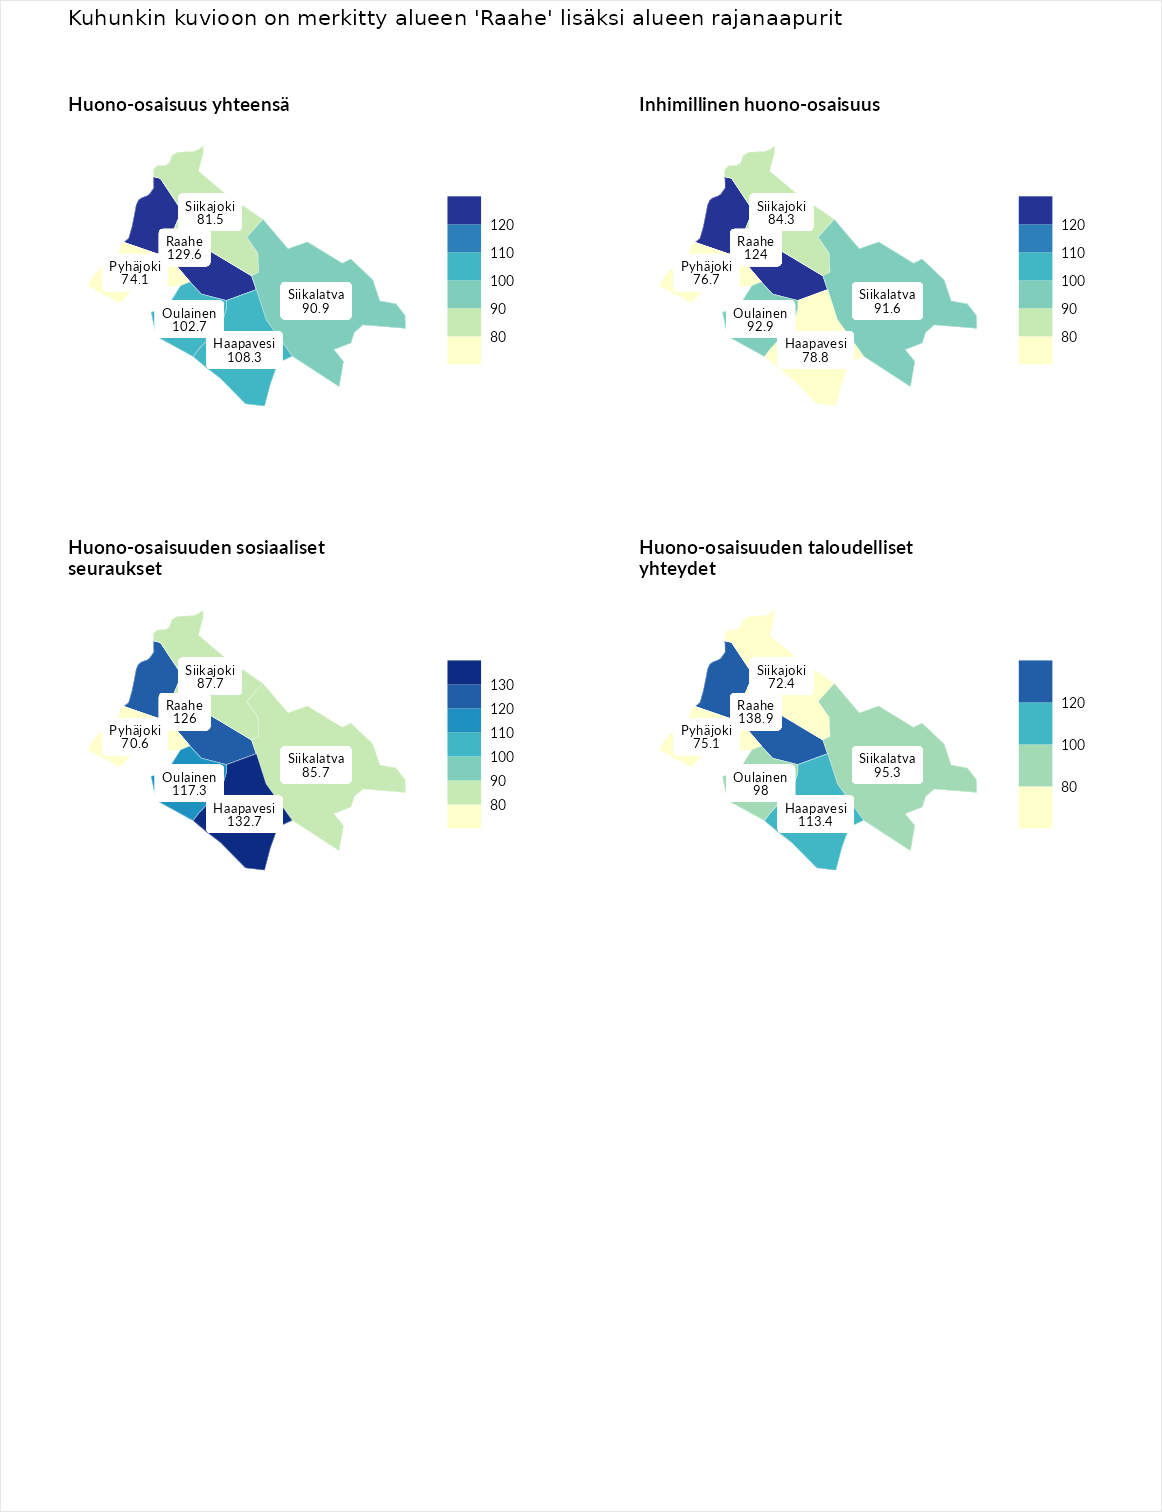 Kuhunkin kuvioon on merkitty alueen 'Raahe' lisäksi alueen rajanaapurit
Huono-osaisuus yhteensä
Siikajoki
81.5
Raahe
129.6
Pyhäjoki
74.1
Siikalatva
90.9
Oulainen
102.7
Haapavesi
108.3
120
110
100
90
80
Inhimillinen huono-osaisuus
Siikajoki
84.3
Raahe
124
Pyhäjoki
76.7
Siikalatva
91.6
Oulainen
92.9
Haapavesi
78.8
120
110
100
90
80
Huono-osaisuuden sosiaaliset
seuraukset
Siikajoki
87.7
Raahe
126
Pyhäjoki
70.6
Siikalatva
85.7
Oulainen
117.3
Haapavesi
132.7
130
120
110
100
90
80
Huono-osaisuuden taloudelliset
yhteydet
Siikajoki
72.4
Raahe
138.9
Pyhäjoki
75.1
Siikalatva
95.3
Oulainen
98
Haapavesi
113.4
120
100
80